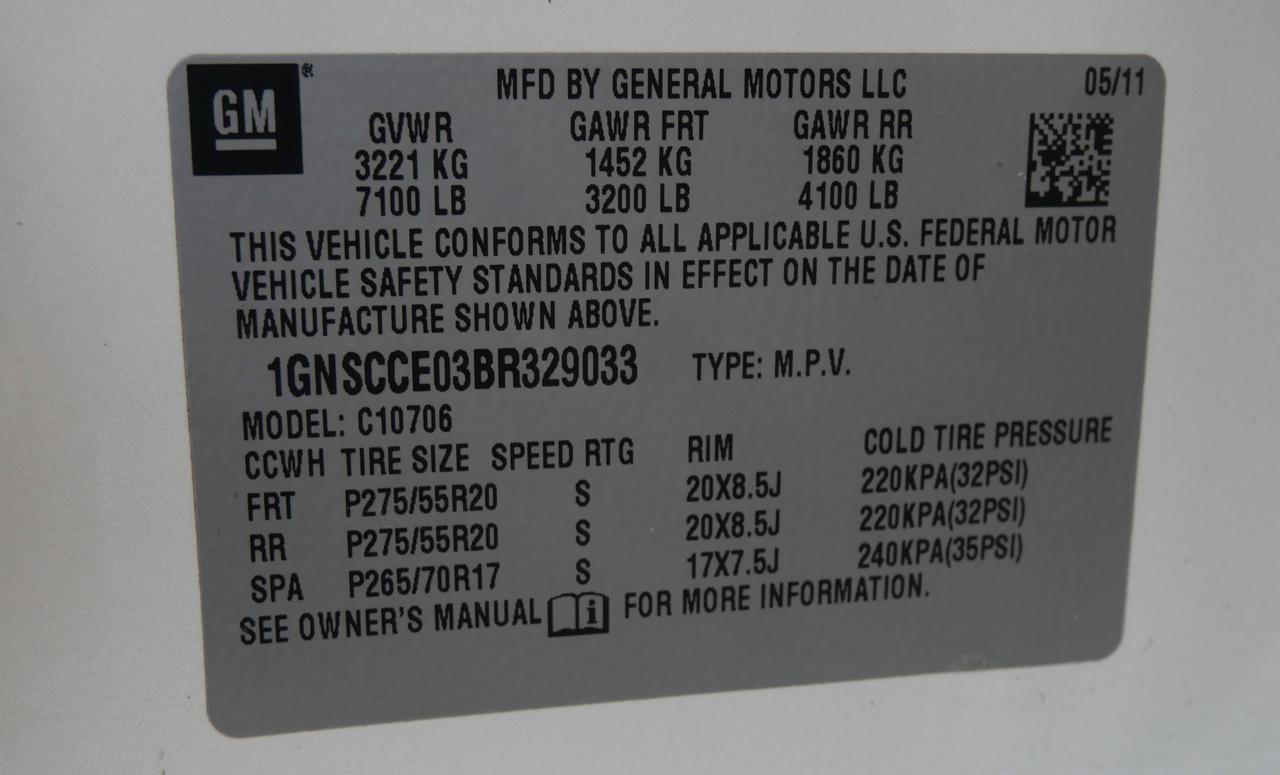 GM ® MFD BY GENERAL MOTORS LLC 05/11
GVWR GAWR FRT GAWR RR
3221 KG 1452 KG 1860 KG
7100 LB 3200 LB 4100 LB
THIS VEHICLE CONFORMS TO ALL APPLICABLE U.S. FEDERAL MOTOR
VEHICLE SAFETY STANDARDS IN EFFECT ON THE DATE OF
MANUFACTURE SHOWN ABOVE.
1GNSCCE03BR329033 TYPE: M.P.V.
MODEL: C10706
CCWH TIRE SIZE SPEED RTG RIM COLD TIRE PRESSURE
FRT P275/55R20 S 20X8.5J 220KPA(32PSI)
RR P275/55R20 S 20X8.5J 220KPA(32PSI)
SPA P265/70R17 S 17X7.5J 240KPA(35PSI)
SEE OWNER'S MANUAL i FOR MORE INFORMATION.